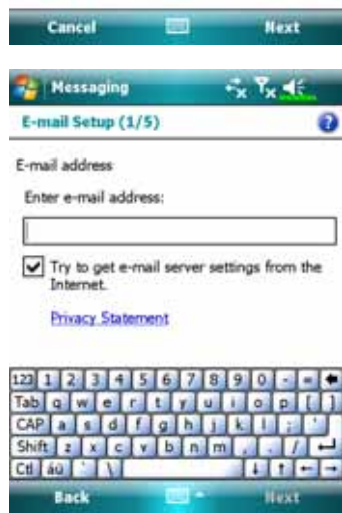 Cancel Next
Messaging
E-mail Setup (1/5)
E-mail address
Enter e-mail address:
Try to get e-mail server settings from the
Internet.
Privacy Statement
123 1 2 3 4 5 6 7 8 9 0 - =
Tab q w e r t y u i o p [ ]
CAP a s d f g h j k l ; '
Shift z x c v b n m , . /
Ctl áü ` \
Back Next